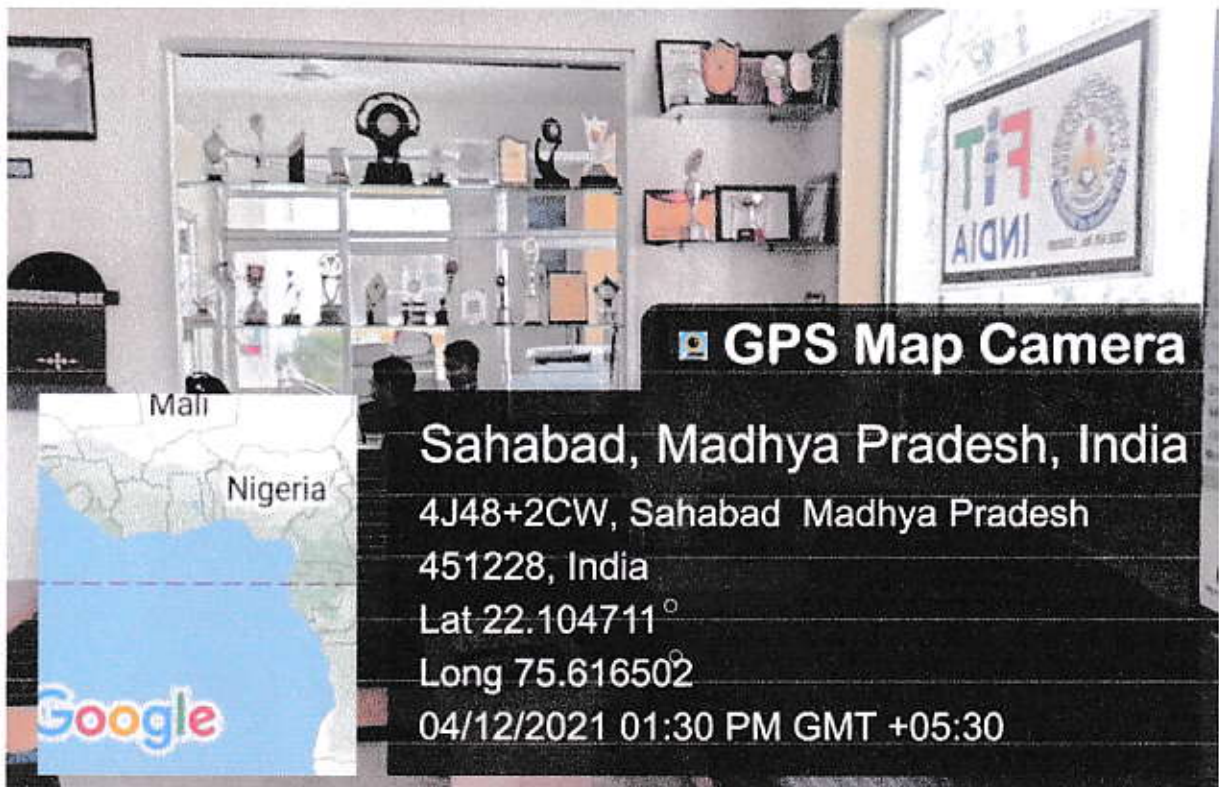 FIT
INDIA
GPS Map Camera
Mali
Nigeria
Google
Sahabad, Madhya Pradesh, India
4J48+2CW, Sahabad Madhya Pradesh
451228, India
Lat 22.104711°
Long 75.616502°
04/12/2021 01:30 PM GMT +05:30